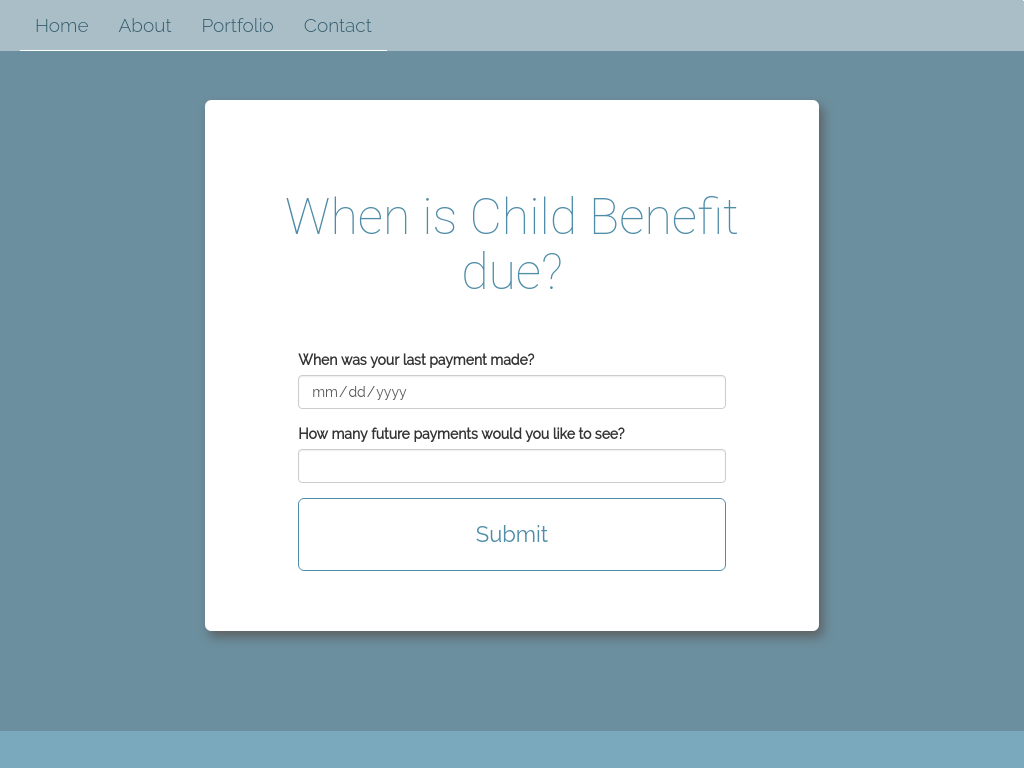 Home About Portfolio Contact
When is Child Benefit
due?
When was your last payment made?
mm/dd/yyyy
How many future payments would you like to see?
Submit